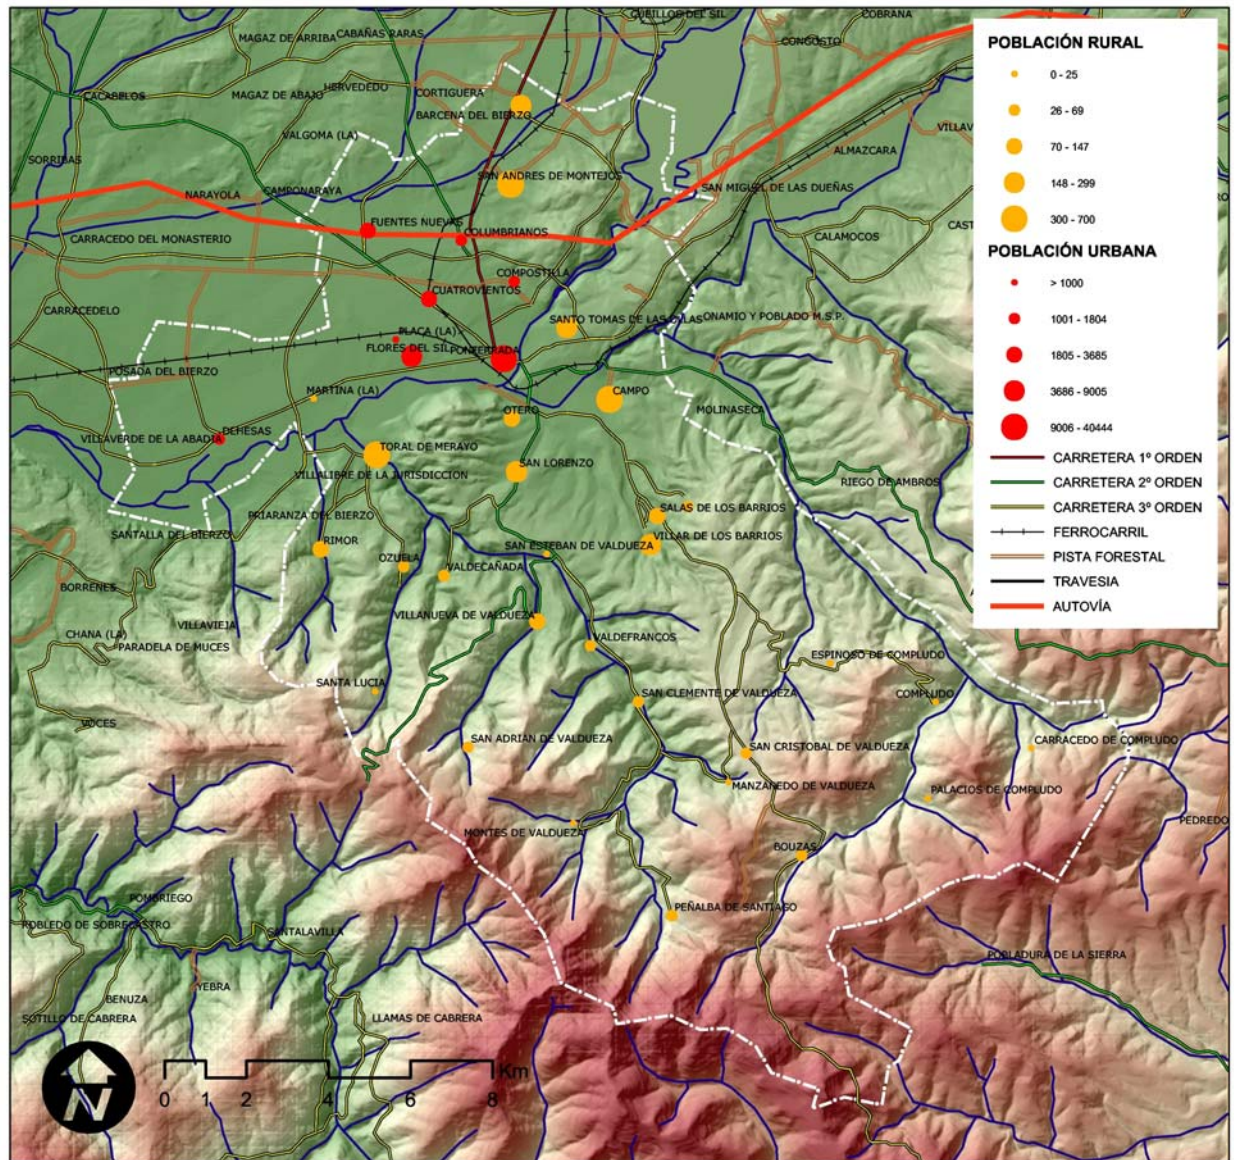 CUBILLOS DEL SIL
COBRANA
MAGAZ DE ARRIBA
CABAÑAS RARAS
CONGOSTO
HERVEDEDO
CORTIGUERA
CACABELOS
MAGAZ DE ABAJO
BARCENA DEL BIERZO
VALGOMA (LA)
VILLAV
ALMAZCARA
SORRIBAS
SAN ANDRES DE MONTEJOS
SAN MIGUEL DE LAS DUEÑAS
NARAYOLA
CAMPONARAYA
FUENTES NUEVAS
COLUMBRIANOS
CAST
CARRACEDO DEL MONASTERIO
CALAMOCOS
COMPOSTILLA
CUATROVIENTOS
CARRACEDELO
SANTO TOMAS DE LAS OLLAS
ONAMIO Y POBLADO M.S.P.
PLACA (LA)
FLORES DEL SIL
PONFERRADA
POSADA DEL BIERZO
MARTINA (LA)
CAMPO
OTERO
MOLINASECA
DEHESAS
VILLAVERDE DE LA ABADIA
TORAL DE MERAYO
SAN LORENZO
VILLALIBRE DE LA JURISDICCION
RIEGO DE AMBROS
SALAS DE LOS BARRIOS
PRIARANZA DEL BIERZO
SANTALLA DEL BIERZO
RIMOR
SAN ESTEBAN DE VALDUEZA
VILLAR DE LOS BARRIOS
OZUELA
VALDECAÑADA
BORRENES
VILLANUEVA DE VALDUEZA
VILLAVIEJA
CHANA (LA)
PARADELA DE MUCES
VALDEFRANCOS
ESPINOSO DE COMPLUDO
SANTA LUCIA
SAN CLEMENTE DE VALDUEZA
COMPLUDO
VOCES
SAN ADRIAN DE VALDUEZA
SAN CRISTOBAL DE VALDUEZA
CARRACEDO DE COMPLUDO
MANZANEDO DE VALDUEZA
PALACIOS DE COMPLUDO
MONTES DE VALDUEZA
PEDREDO
BOUZAS
POMBRIEGO
PEÑALBA DE SANTIAGO
ROBLEDO DE SOBRECASTRO
SANTALAVILLA
POBLADURA DE LA SIERRA
YEBRA
BENUZA
SOTILLO DE CABRERA
LLAMAS DE CABRERA
N
0 1 2 4 6 8 Km
POBLACIÓN RURAL
0 - 25
26 - 69
70 - 147
148 - 299
300 - 700
POBLACIÓN URBANA
> 1000
1001 - 1804
1805 - 3685
3686 - 9005
9006 - 40444
CARRETERA 1º ORDEN
CARRETERA 2º ORDEN
CARRETERA 3º ORDEN
FERROCARRIL
PISTA FORESTAL
TRAVESIA
AUTOVÍA